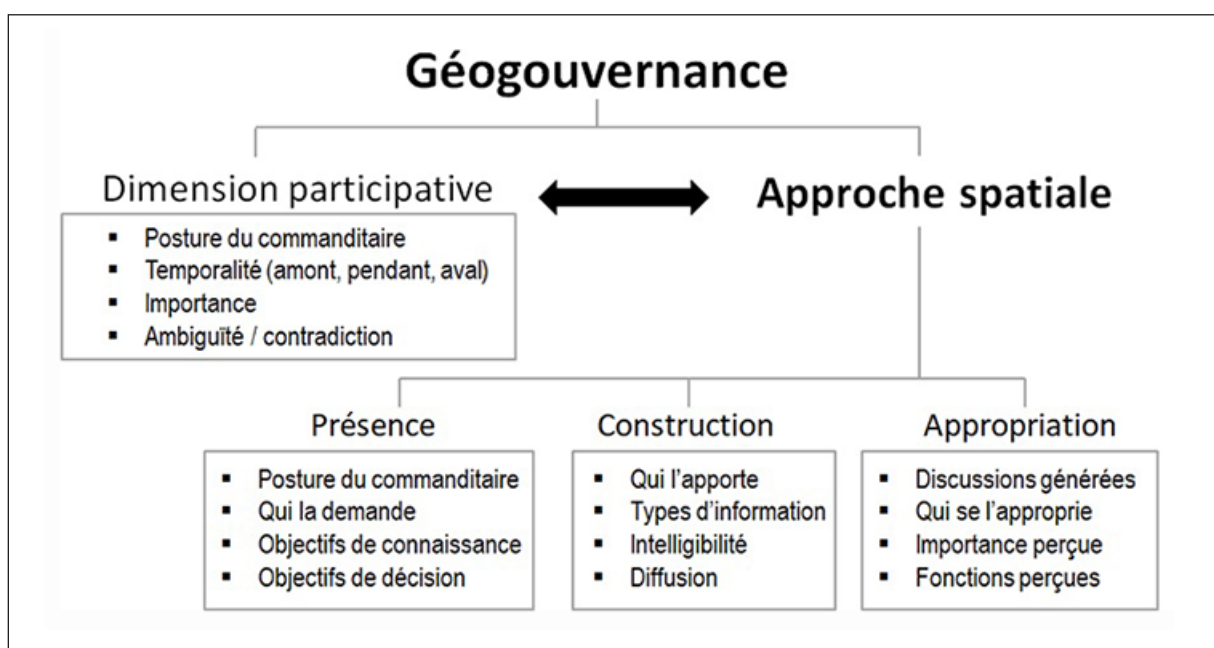 Géogouvernance
Dimension participative
Approche spatiale
▪ Posture du commanditaire
▪ Temporalité (amont, pendant, aval)
▪ Importance
▪ Ambiguïté / contradiction
Présence
▪ Posture du commanditaire
▪ Qui la demande
▪ Objectifs de connaissance
▪ Objectifs de décision
Construction
▪ Qui l'apporte
▪ Types d'information
▪ Intelligibilité
▪ Diffusion
Appropriation
▪ Discussions générées
▪ Qui se l'approprie
▪ Importance perçue
▪ Fonctions perçues